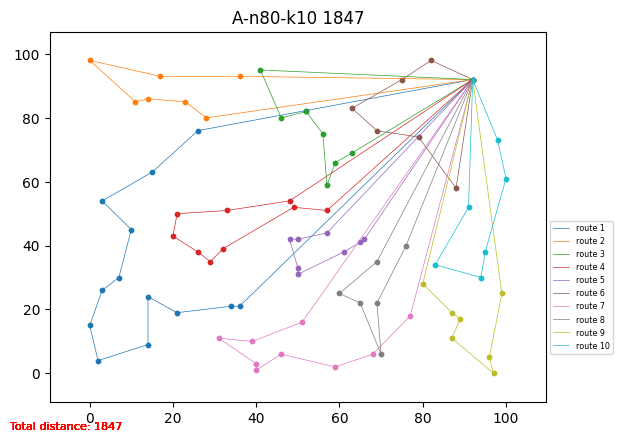 A-n80-k10 1847
100
80
60
40
20
0
0 20 40 60 80 100
route 1
route 2
route 3
route 4
route 5
route 6
route 7
route 8
route 9
route 10
Total distance: 1847